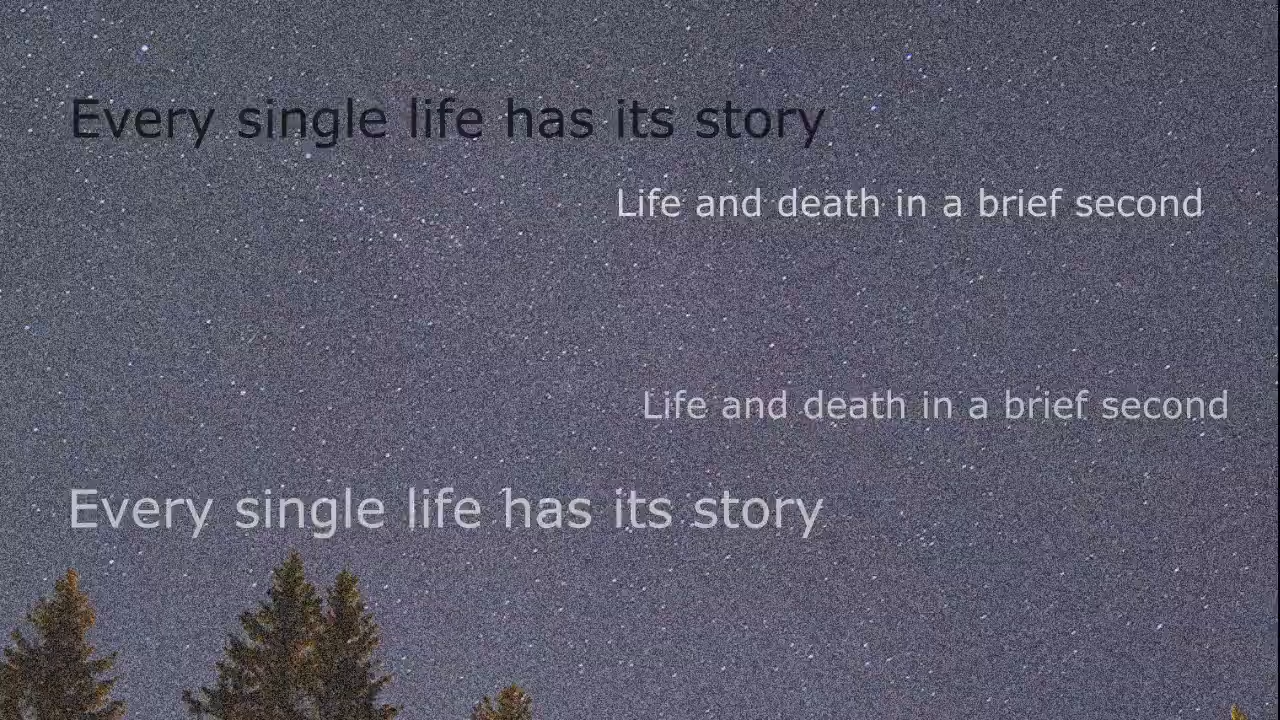 Every single life has its story
Life and death in a brief second
Life and death in a brief second
Every single life has its story